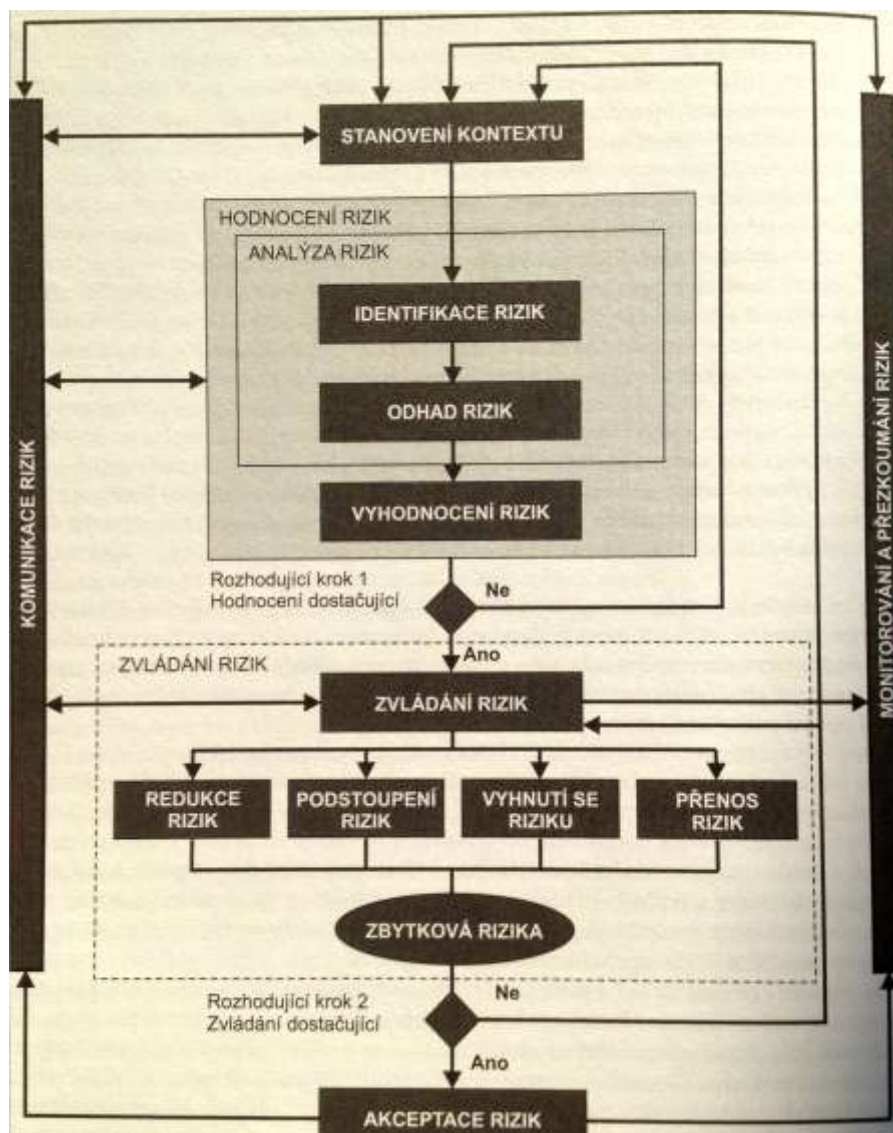 STANOVENÍ KONTEXTU
HODNOCENÍ RIZIK
ANALÝZA RIZIK
IDENTIFIKACE RIZIK
ODHAD RIZIK
VYHODNOCENÍ RIZIK
KOMUNIKACE RIZIK
MONITOROVÁNÍ A PŘEZKOUMÁNÍ RIZIK
Rozhodující krok 1
Hodnocení dostačující
Ne
Ano
ZVLÁDÁNÍ RIZIK
ZVLÁDÁNÍ RIZIK
REDUKCE
RIZIK
PODSTOUPENÍ
RIZIK
VYHNUTÍ SE
RIZIKU
PŘENOS
RIZIK
ZBYTKOVÁ RIZIKA
Rozhodující krok 2
Zvládání dostačující
Ne
Ano
AKCEPTACE RIZIK